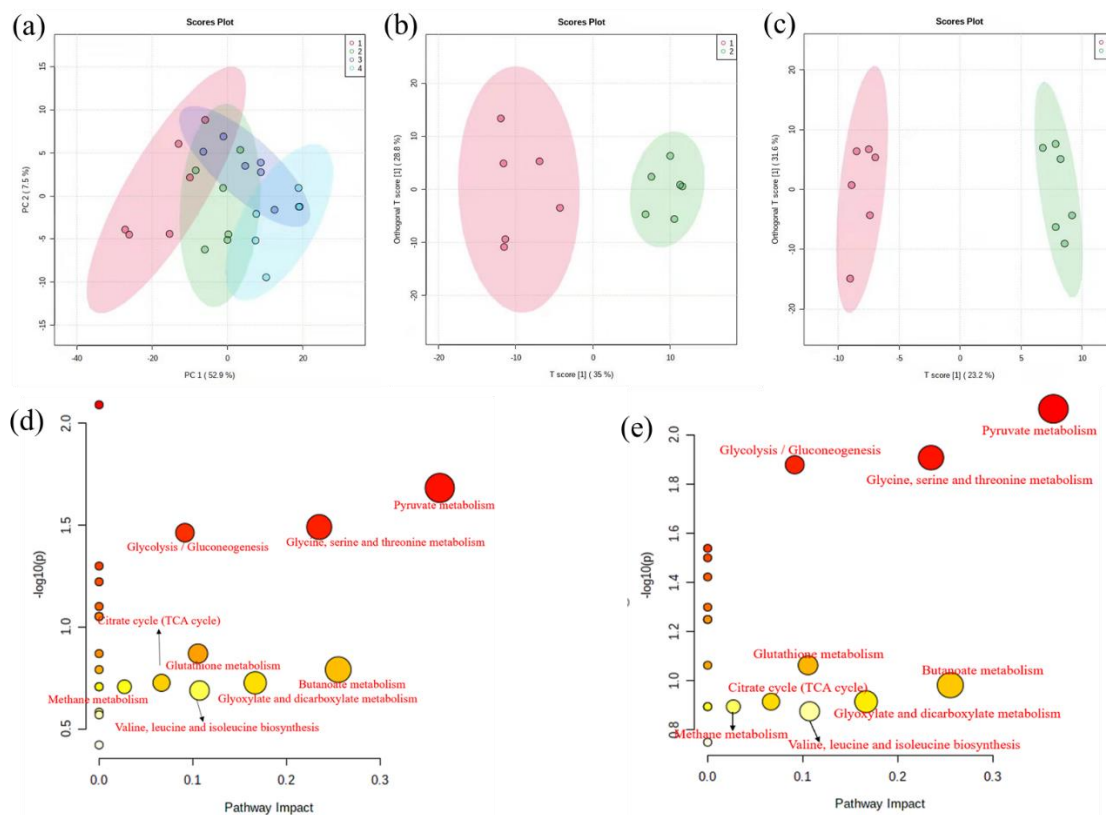 (a)
Scores Plot
1
2
3
4
15
10
5
0
-5
-10
-15
PC 2 ( 7.5 %)
-40
-20
0
20
PC 1 ( 52.9 %)
(b)
Scores Plot
1
2
20
10
0
-10
-20
Orthogonal T score [1] ( 28.8 %)
-20
-10
0
10
T score [1] ( 35 %)
(c)
Scores Plot
20
10
0
-10
-20
Orthogonal T score [1] ( 31.6 %)
-10
-5
0
5
10
T score [1] ( 23.2 %)
(d)
2.0
1.5
1.0
0.5
-log10(p)
Pyruvate metabolism
Glycine, serine and threonine metabolism
Glycolysis / Gluconeogenesis
Citrate cycle (TCA cycle)
Glutathione metabolism
Butanoate metabolism
Glyoxylate and dicarboxylate metabolism
Methane metabolism
Valine, leucine and isoleucine biosynthesis
0.0
0.1
0.2
0.3
Pathway Impact
(e)
2.0
1.8
1.6
1.4
1.2
1.0
0.8
-log10(p)
Pyruvate metabolism
Glycolysis / Gluconeogenesis
Glycine, serine and threonine metabolism
Glutathione metabolism
Butanoate metabolism
Citrate cycle (TCA cycle)
Glyoxylate and dicarboxylate metabolism
Methane metabolism
Valine, leucine and isoleucine biosynthesis
0.0
0.1
0.2
0.3
Pathway Impact